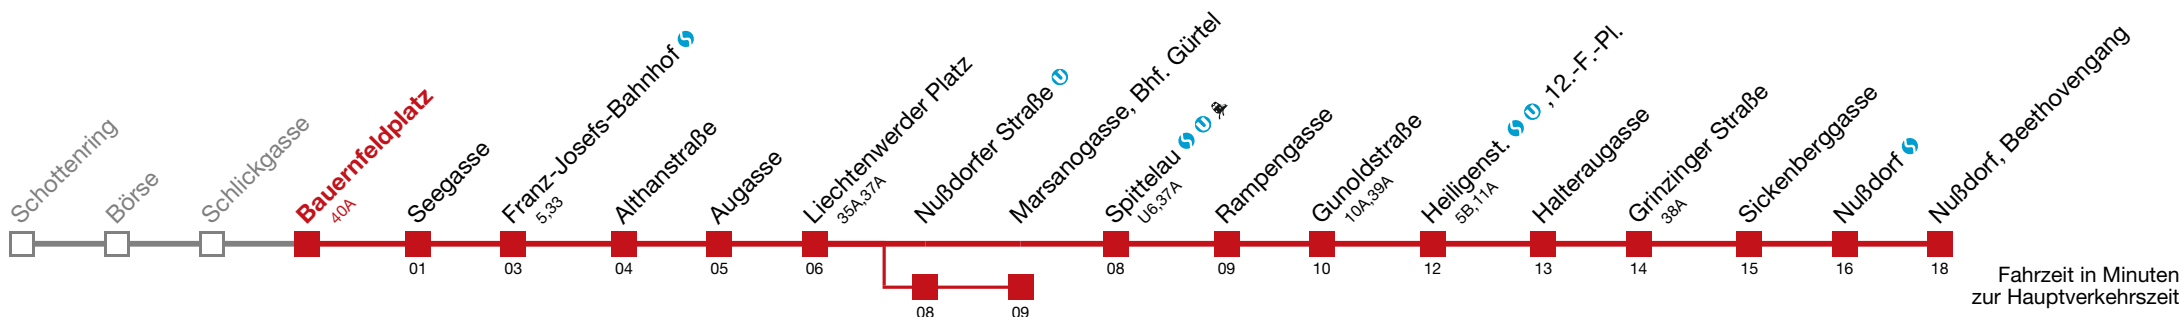 Schottenring
Börse
Schlickgasse
Bauernfeldplatz
40A
Seegasse
Franz-Josefs-Bahnhof S
5,33
Althanstraße
Augasse
Liechtenwerder Platz
35A,37A
Nußdorfer Straße U
Marsanogasse, Bhf. Gürtel
Spittelau S U
U6,37A
Rampengasse
Gunoldstraße
10A,39A
Heiligenst. S U ,12.-F.-Pl.
5B,11A
Halteraugasse
Grinzinger Straße
38A
Sickenberggasse
Nußdorf S
Nußdorf, Beethovengang
01 03 04 05 06 08 09 10 12 13 14 15 16 18
08 09
Fahrzeit in Minuten
zur Hauptverkehrszeit